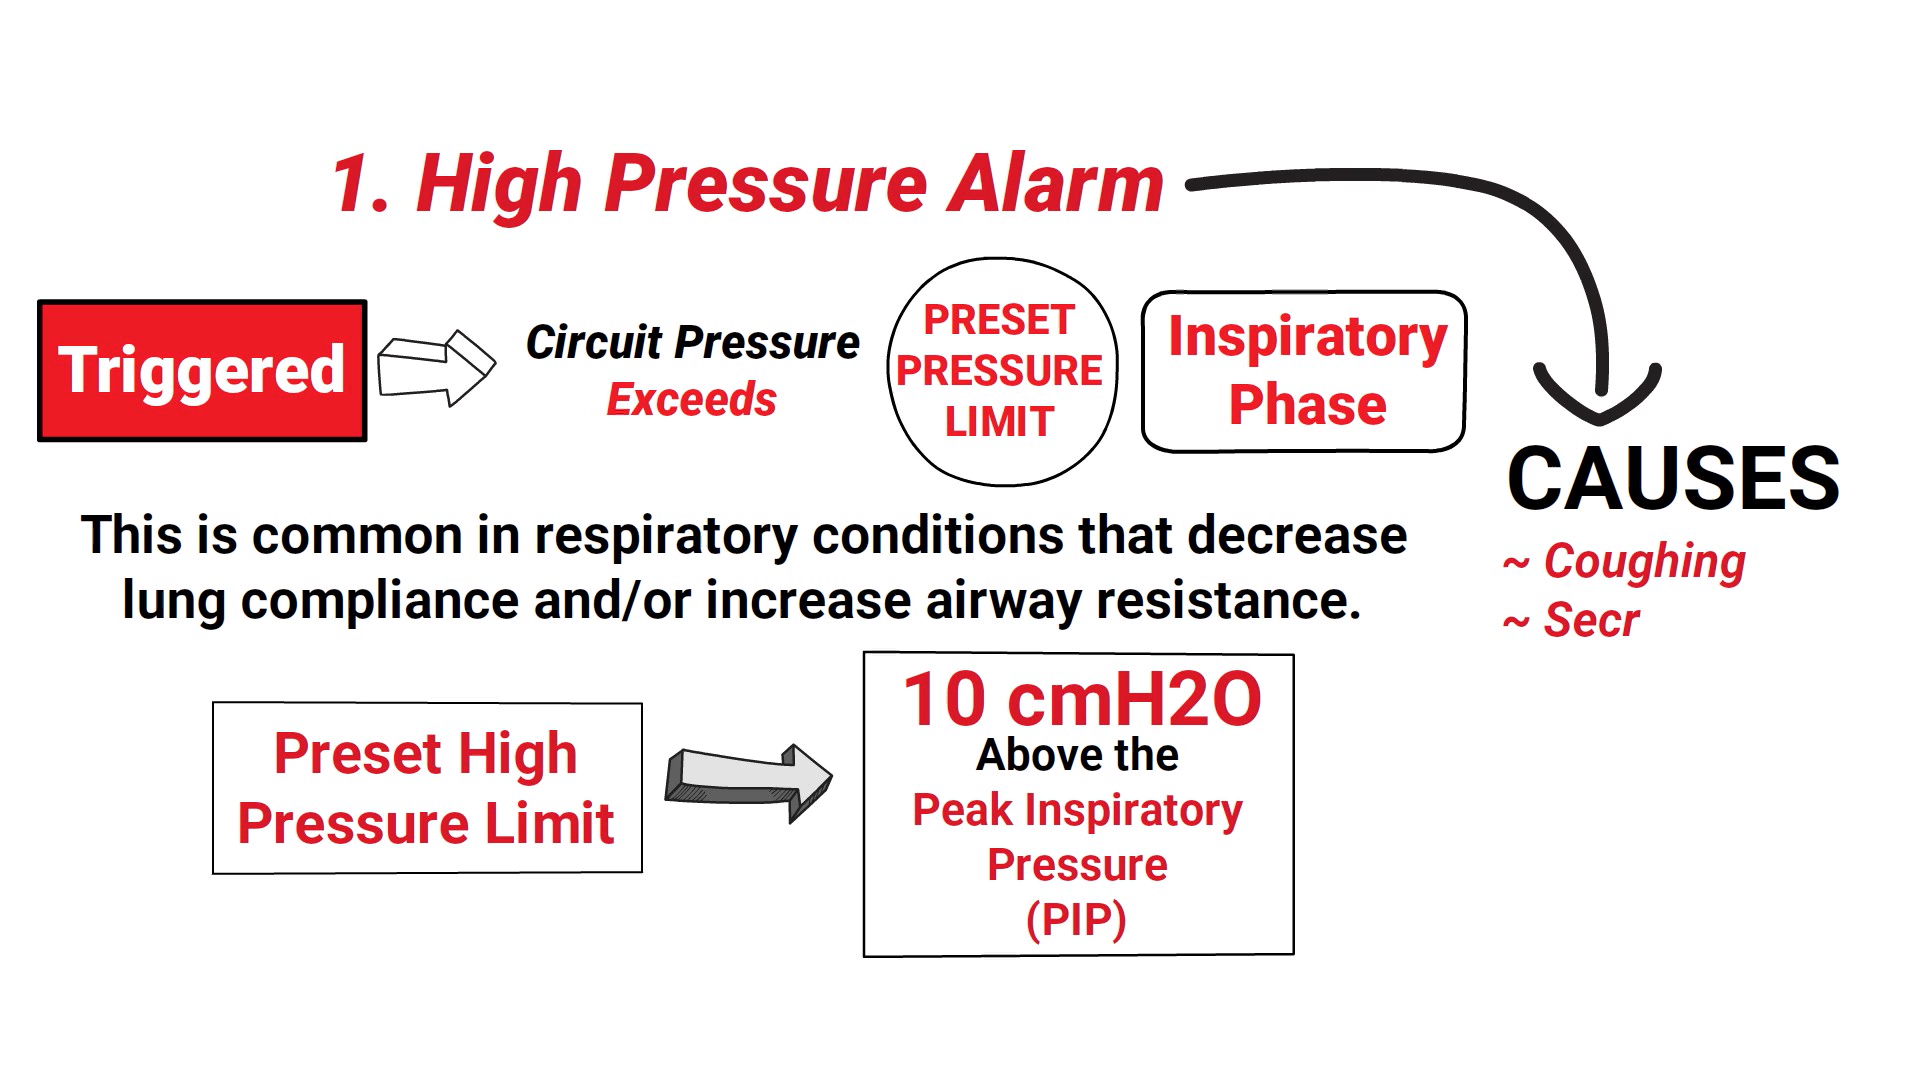 1. High Pressure Alarm
Triggered
Circuit Pressure
Exceeds
PRESET
PRESSURE
LIMIT
Inspiratory
Phase
This is common in respiratory conditions that decrease
lung compliance and/or increase airway resistance.
Preset High
Pressure Limit
10 cmH2O
Above the
Peak Inspiratory
Pressure
(PIP)
CAUSES
~ Coughing
~ Secr